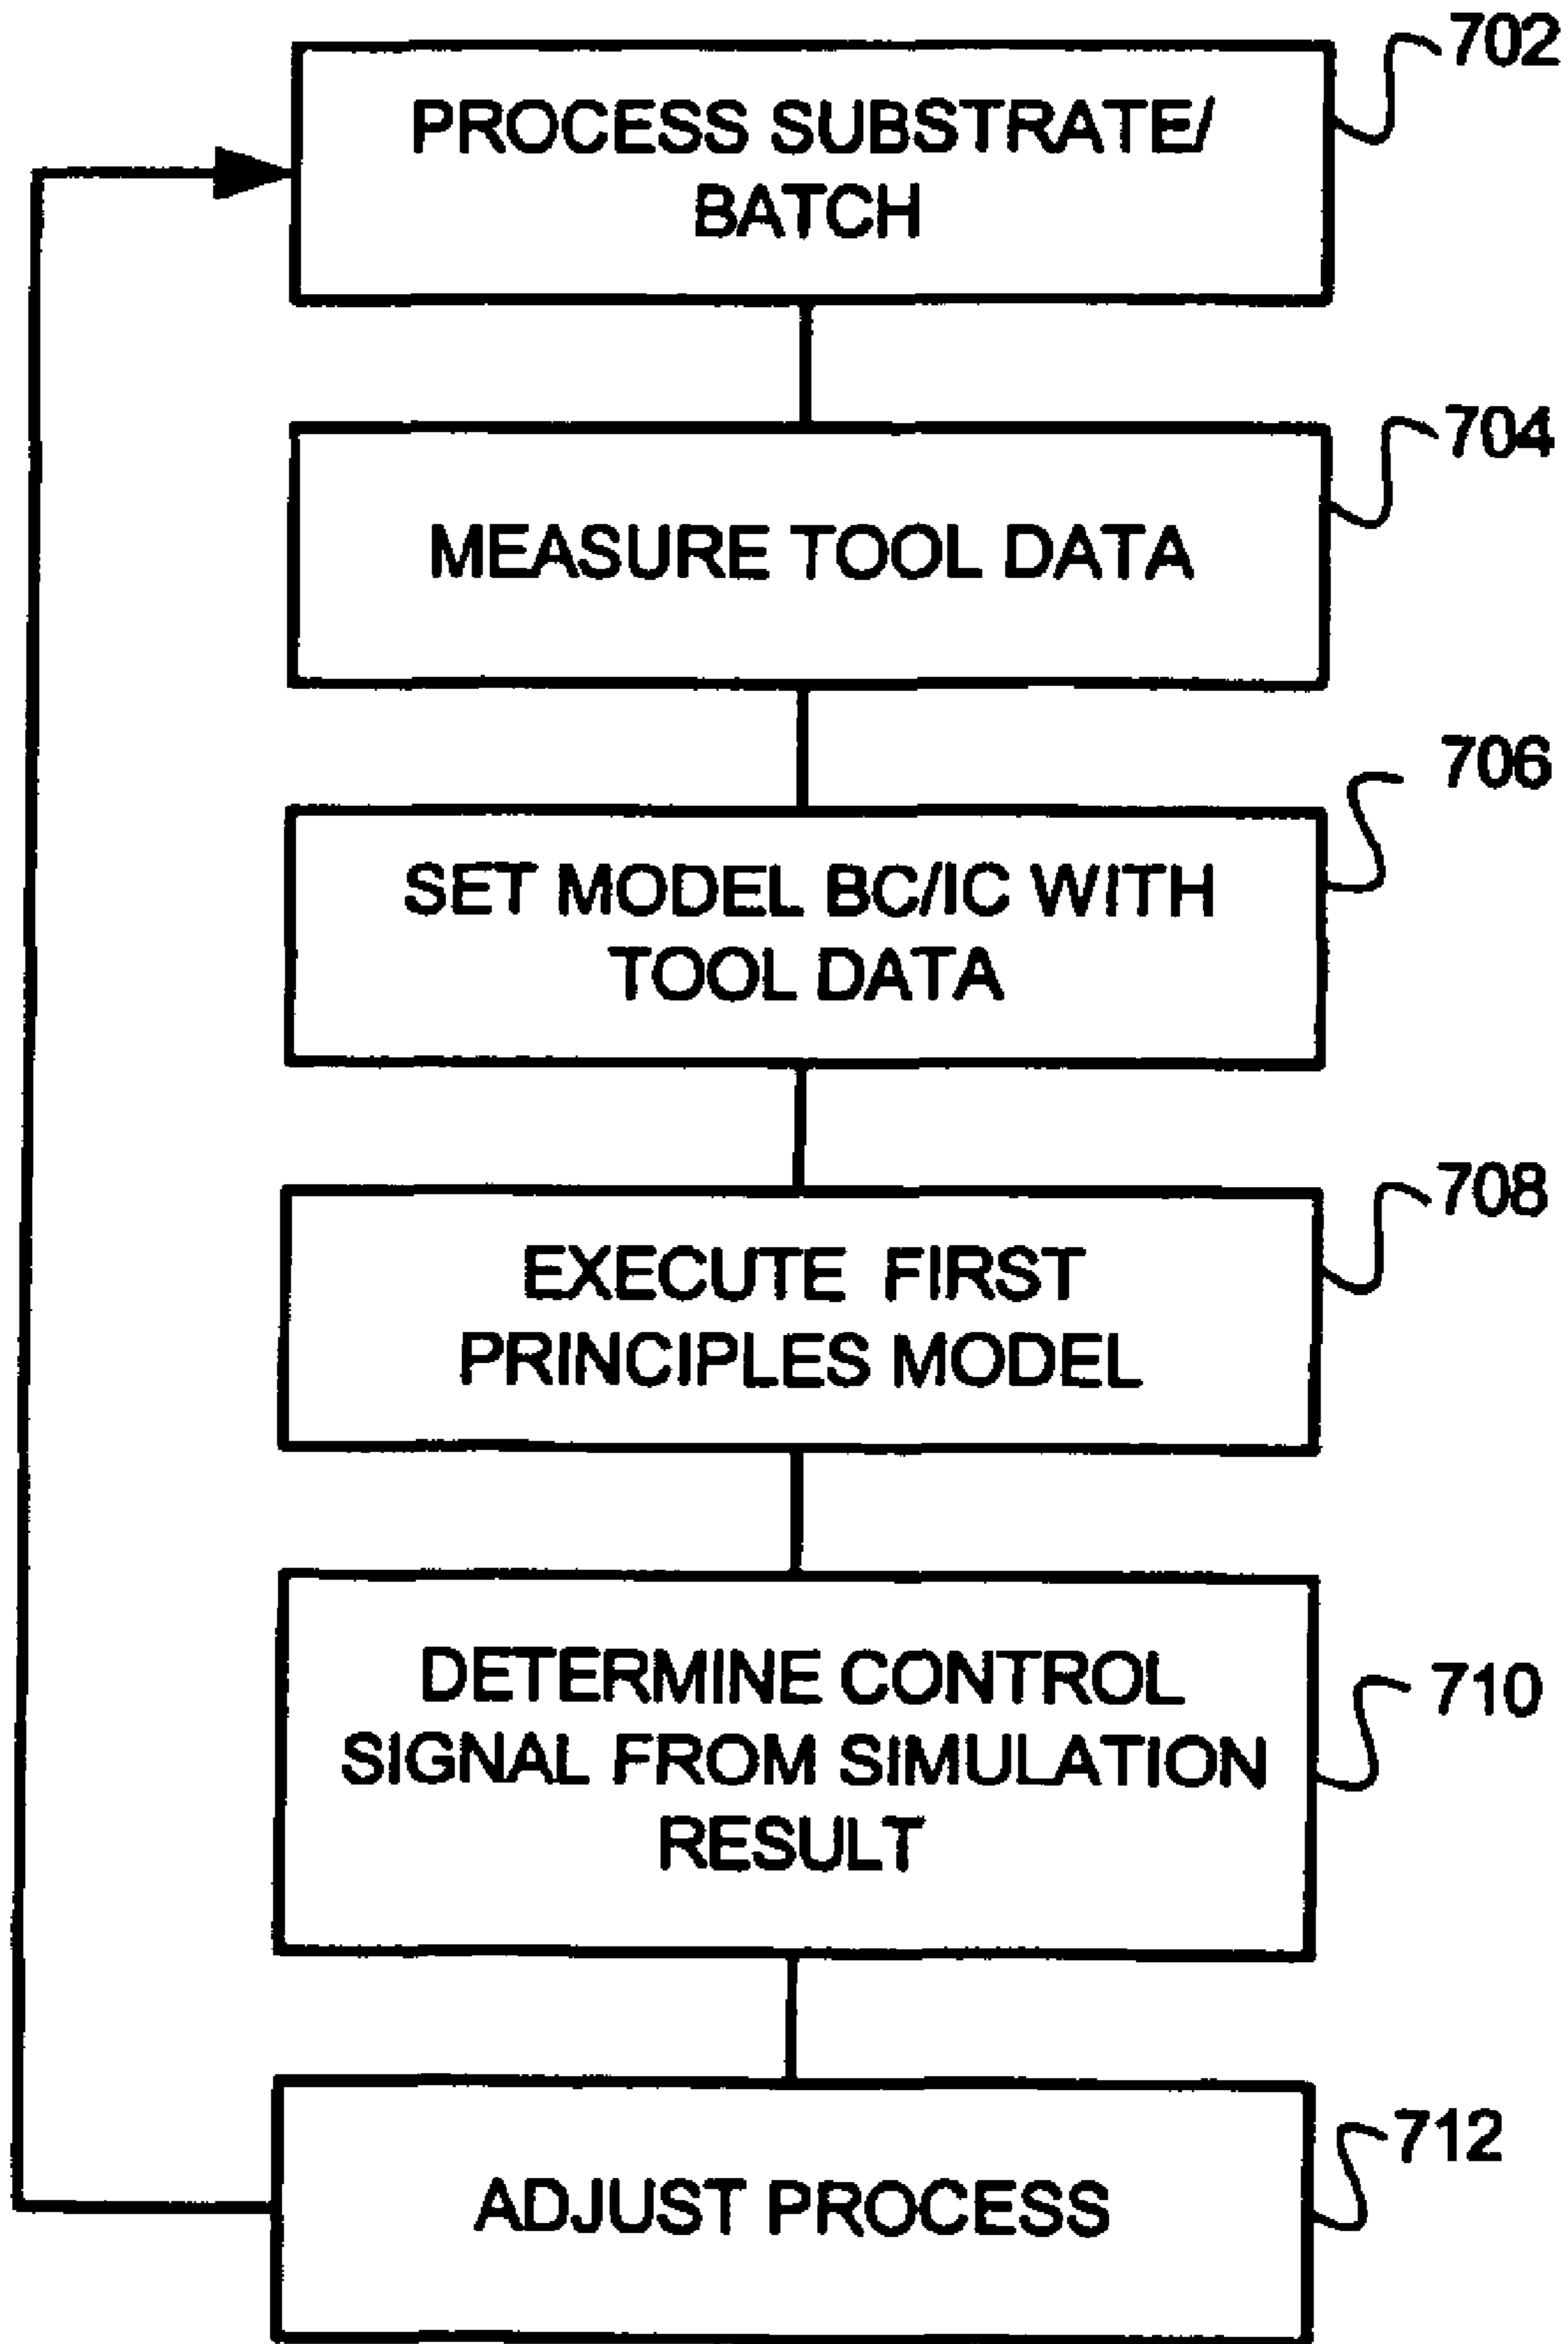 702
PROCESS SUBSTRATE/
BATCH
704
MEASURE TOOL DATA
706
SET MODEL BC/IC WITH
TOOL DATA
708
EXECUTE FIRST
PRINCIPLES MODEL
710
DETERMINE CONTROL
SIGNAL FROM SIMULATION
RESULT
712
ADJUST PROCESS